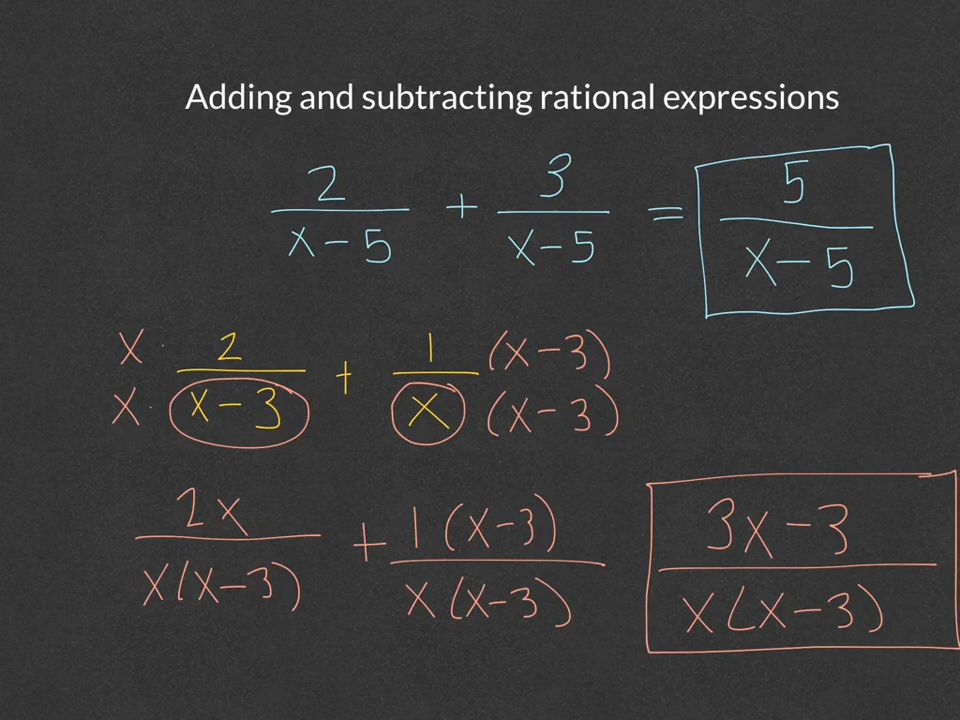 Adding and subtracting rational expressions
2/(x-5) + 3/(x-5) = 5/(x-5)
x · 2/(x-3) · x + 1/x (x-3)/(x-3)
2x/(x(x-3)) + 1(x-3)/(x(x-3)) 3x-3/(x(x-3))